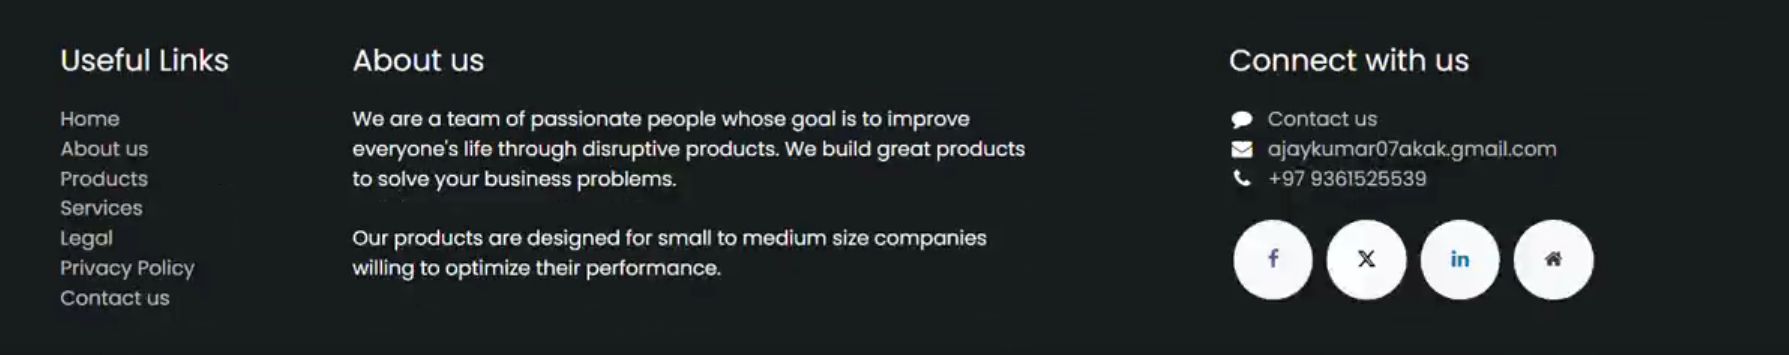 Useful Links
Home
About us
Products
Services
Legal
Privacy Policy
Contact us
About us
We are a team of passionate people whose goal is to improve
everyone's life through disruptive products. We build great products
to solve your business problems.
Our products are designed for small to medium size companies
willing to optimize their performance.
Connect with us
Contact us
ajaykumar07akak.gmail.com
+97 9361525539
f X in